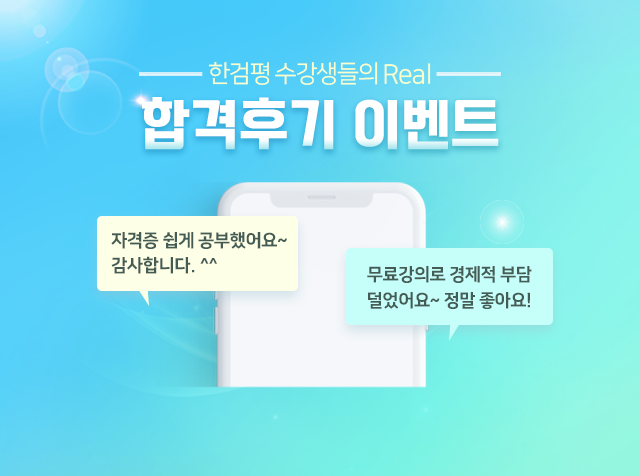 한검평 수강생들의 Real
합격후기 이벤트
자격증 쉽게 공부했어요~
감사합니다. ^^
무료강의로 경제적 부담
덜었어요~ 정말 좋아요!